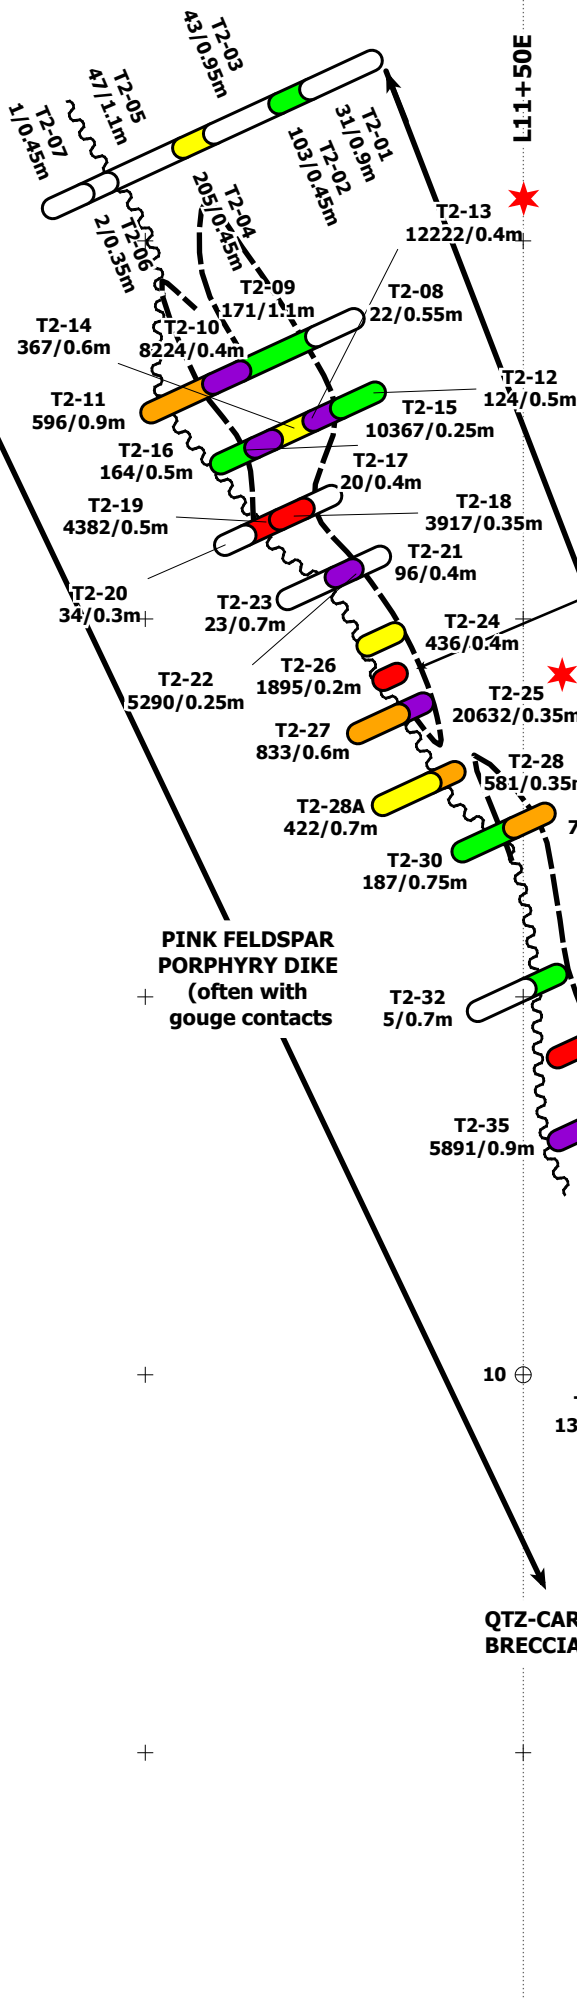 T2-03
43/0.95m
T2-05
47/1.1m
T2-07
1/0.45m
L11+50E
T2-01
31/0.9m
T2-02
103/0.45m
T2-04
205/0.45m
T2-06
2/0.35m
T2-13
12222/0.4m
T2-09
171/1.1m
T2-08
22/0.55m
T2-14
367/0.6m
T2-10
8224/0.4m
T2-12
124/0.5m
T2-11
596/0.9m
T2-15
10367/0.25m
T2-16
164/0.5m
T2-17
20/0.4m
T2-19
4382/0.5m
T2-18
3917/0.35m
T2-21
96/0.4m
T2-20
34/0.3m
T2-23
23/0.7m
T2-24
436/0.4m
T2-26
1895/0.2m
T2-22
5290/0.25m
T2-25
20632/0.35m
T2-27
833/0.6m
T2-28
581/0.35m
T2-28A
422/0.7m
7
T2-30
187/0.75m
PINK FELDSPAR
PORPHYRY DIKE
(often with
gouge contacts
T2-32
5/0.7m
T2-35
5891/0.9m
10
13
QTZ-CAR
BRECCIA